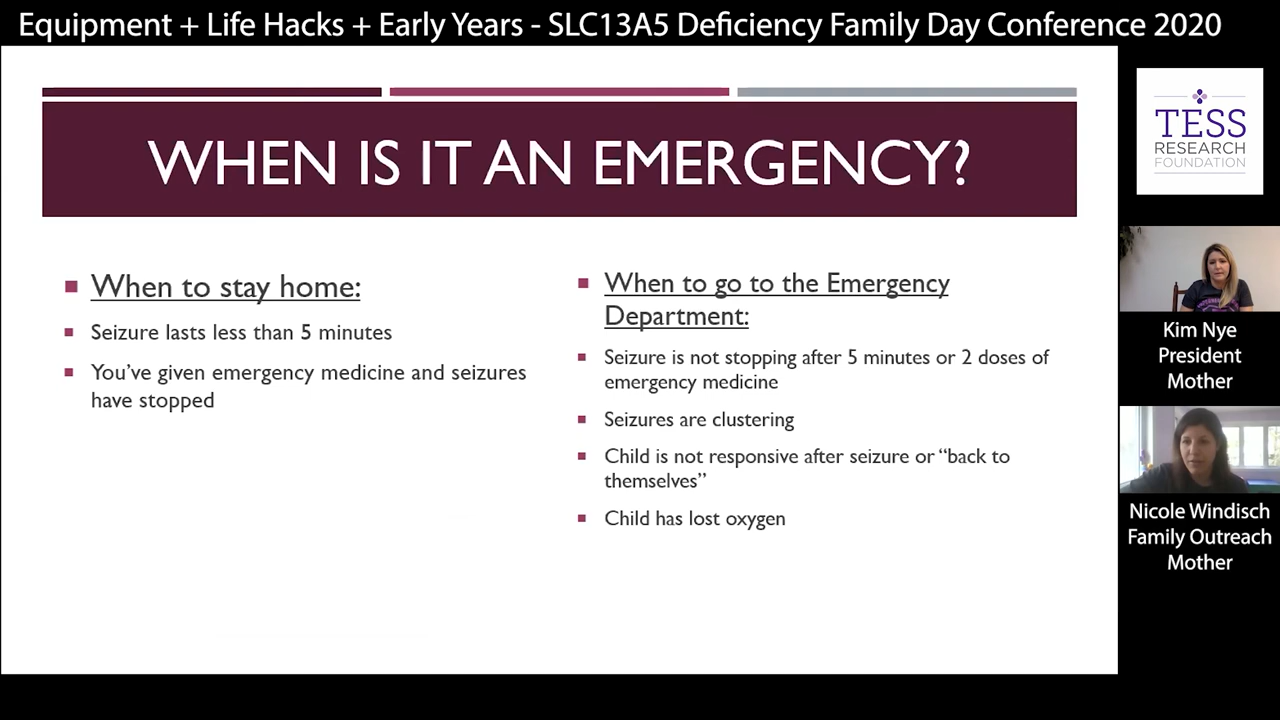 Equipment + Life Hacks + Early Years - SLC13A5 Deficiency Family Day Conference 2020
WHEN IS IT AN EMERGENCY?
When to stay home:
Seizure lasts less than 5 minutes
You've given emergency medicine and seizures
have stopped
When to go to the Emergency
Department:
Seizure is not stopping after 5 minutes or 2 doses of
emergency medicine
Seizures are clustering
Child is not responsive after seizure or “back to
themselves”
Child has lost oxygen
TESS
RESEARCH
FOUNDATION
Kim Nye
President
Mother
Nicole Windisch
Family Outreach
Mother